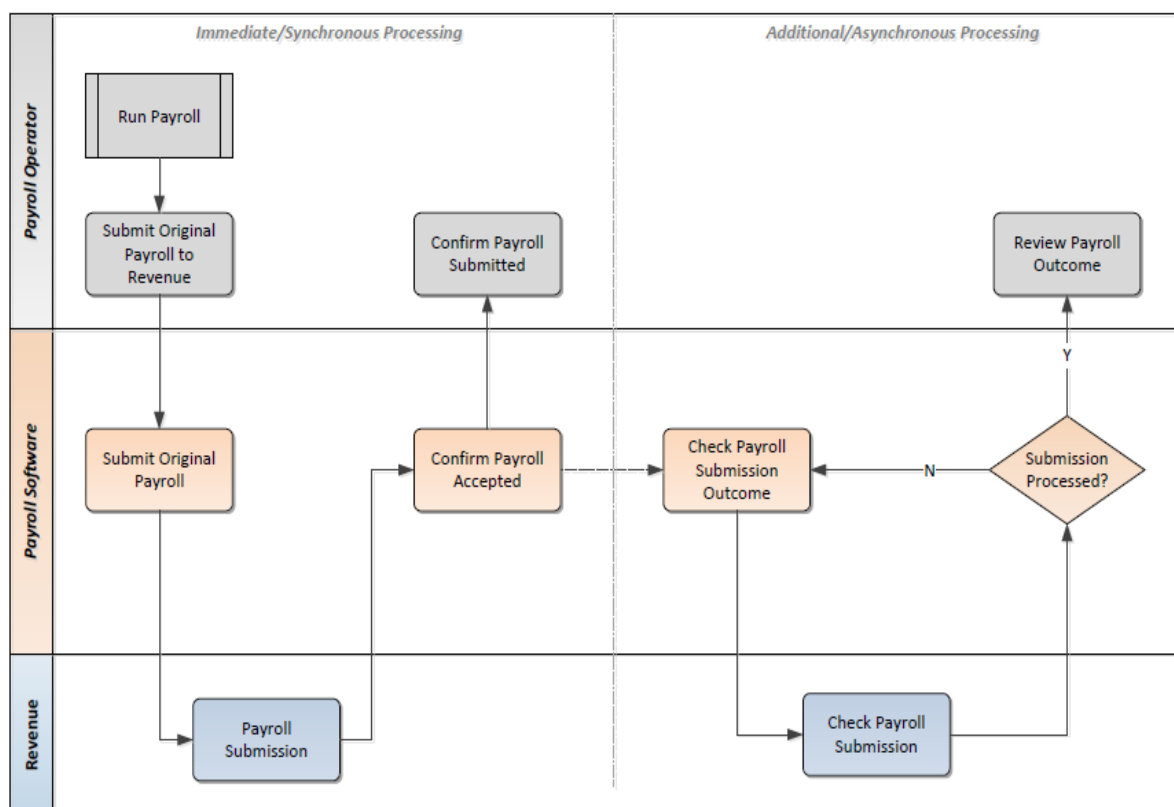 Immediate/Synchronous Processing
Additional/Asynchronous Processing
Payroll Operator
Run Payroll
Submit Original
Payroll to
Revenue
Confirm Payroll
Submitted
Review Payroll
Outcome
Y
Payroll Software
Submit Original
Payroll
Confirm Payroll
Accepted
Check Payroll
Submission
Outcome
N
Submission
Processed?
Revenue
Payroll
Submission
Check Payroll
Submission